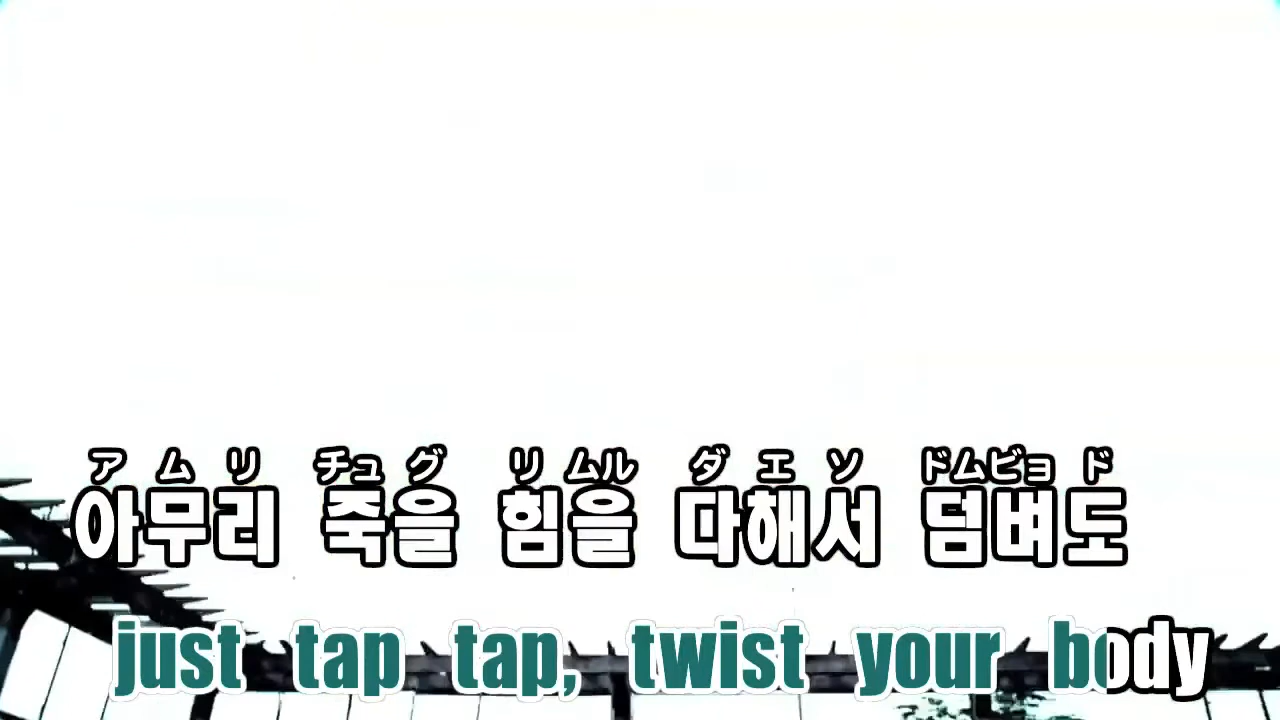 ア ム リ チュ グ リ ムル ダ エ ソ ドムビョ ド
아무리 죽을 힘을 다해서 덤벼도
just tap tap, twist your body